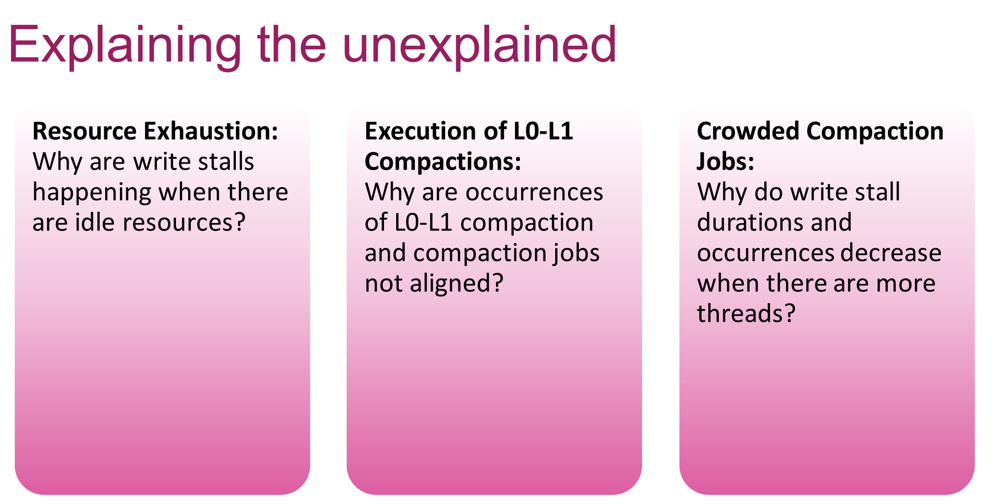 Explaining the unexplained
Resource Exhaustion:
Why are write stalls
happening when there
are idle resources?
Execution of L0-L1
Compactions:
Why are occurrences
of L0-L1 compaction
and compaction jobs
not aligned?
Crowded Compaction
Jobs:
Why do write stall
durations and
occurrences decrease
when there are more
threads?